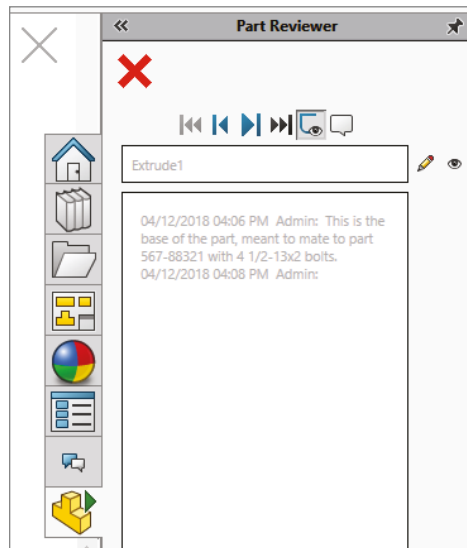 Part Reviewer
Extrude1
04/12/2018 04:06 PM Admin: This is the
base of the part, meant to mate to part
567-88321 with 4 1/2-13x2 bolts.
04/12/2018 04:08 PM Admin: